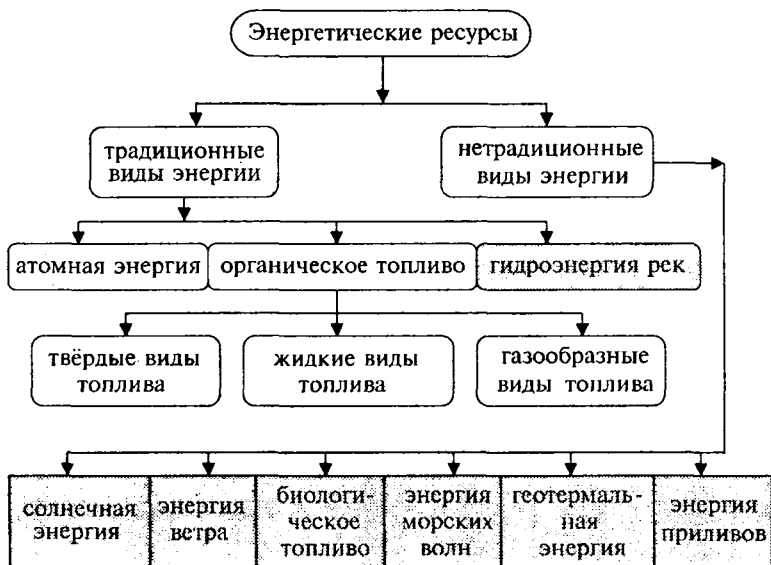 Энергетические ресурсы
традиционные
виды энергии
нетрадиционные
виды энергии
атомная энергия
органическое топливо
гидроэнергия рек
твёрдые виды
топлива
жидкие виды
топлива
газообразные
виды топлива
солнечная
энергия
энергия
ветра
биологи-
ческое
топливо
энергия
морских
волн
геотермаль-
ная
энергия
энергия
приливов